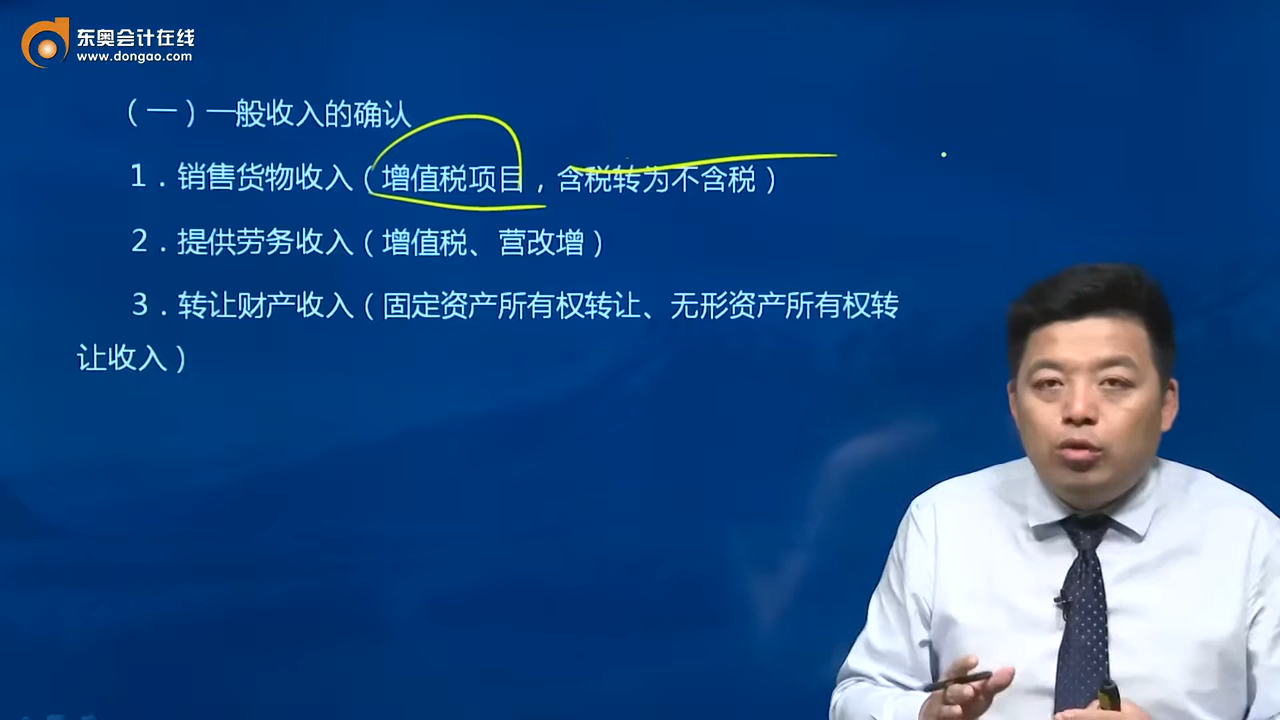 东奥会计在线
www.dongao.com
（一）一般收入的确认
1．销售货物收入（增值税项目，含税转为不含税）
2．提供劳务收入（增值税、营改增）
3．转让财产收入（固定资产所有权转让、无形资产所有权转
让收入）